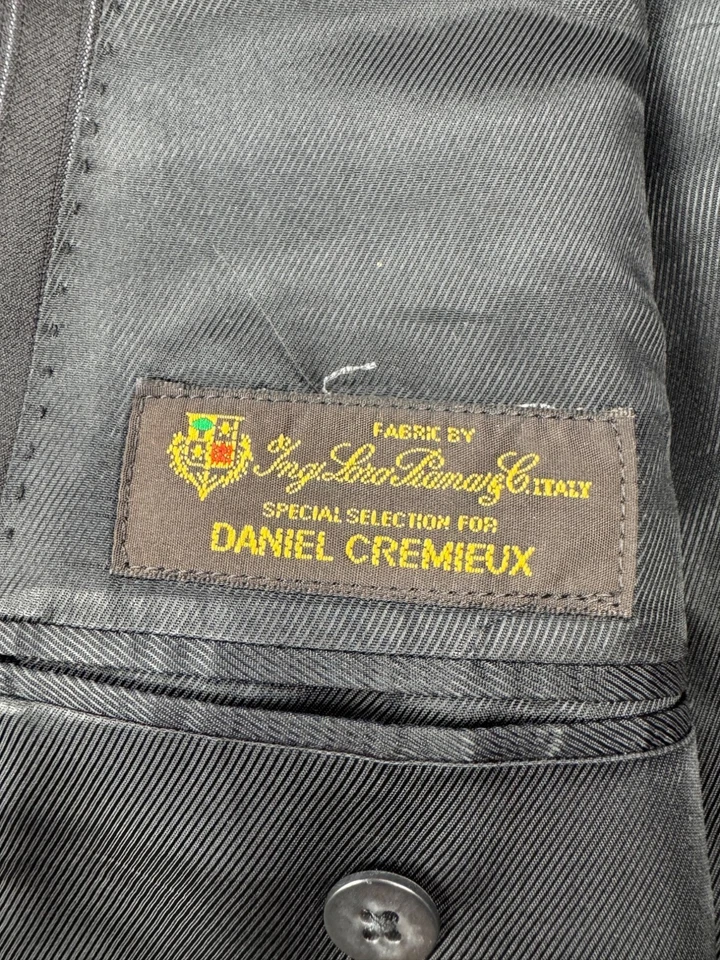 FABRIC BY
Ing. Loro Piana & C. ITALY
SPECIAL SELECTION FOR
DANIEL CREMIEUX